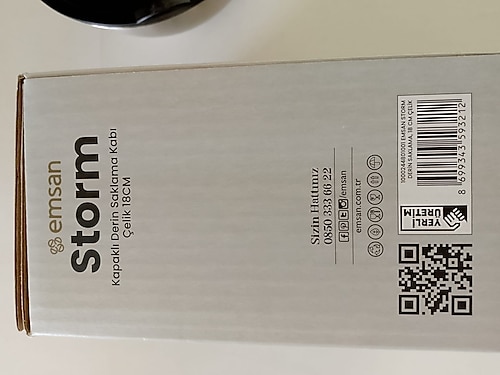 emsan
Storm
Kapaklı Derin Saklama Kabı
Çelik 18CM
Sizin Hattınız
0850 333 66 22
/emsan
emsan.com.tr
1000244801001 EMSAN STORM
DERİN SAKLAMA, 18 CM ÇELİK
8 699343 593212
YERLİ
ÜRETİM